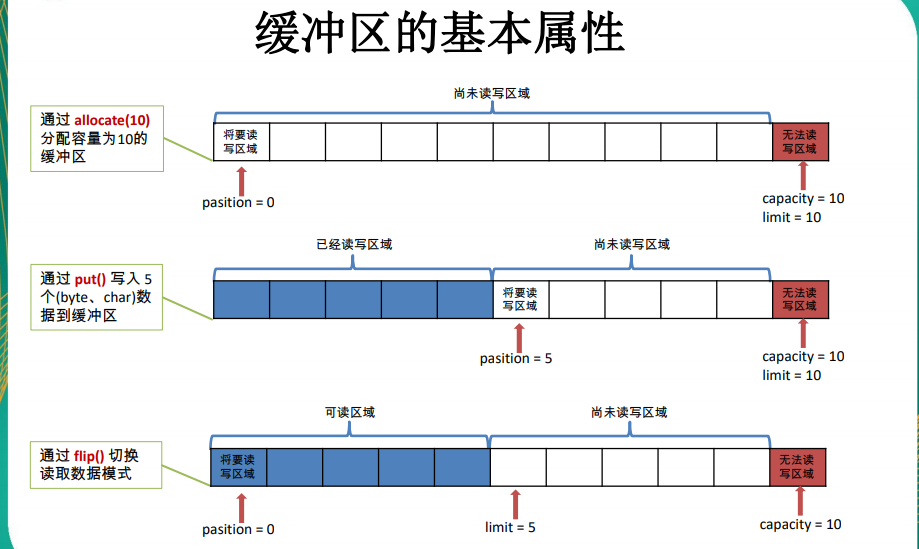 缓冲区的基本属性
尚未读写区域
通过 allocate(10)
分配容量为10的
缓冲区
将要读
写区域
无法读
写区域
pasition = 0
capacity = 10
limit = 10
已经读写区域
尚未读写区域
通过 put() 写入 5
个(byte、char)数
据到缓冲区
将要读
写区域
无法读
写区域
pasition = 5
capacity = 10
limit = 10
可读区域
尚未读写区域
通过 flip() 切换
读取数据模式
将要读
写区域
无法读
写区域
pasition = 0
limit = 5
capacity = 10